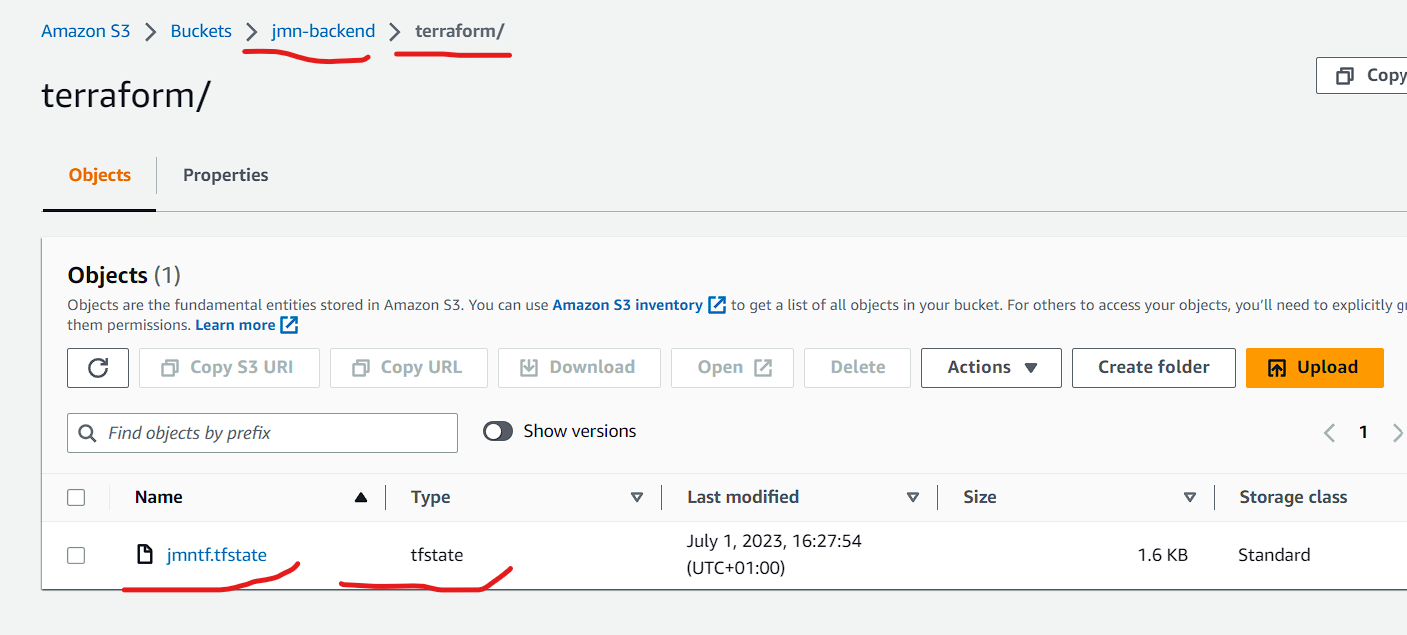 Amazon S3 > Buckets > jmn-backend > terraform/
Copy
terraform/
Objects Properties
Objects (1)
Objects are the fundamental entities stored in Amazon S3. You can use Amazon S3 inventory to get a list of all objects in your bucket. For others to access your objects, you'll need to explicitly
them permissions. Learn more
Copy S3 URI Copy URL Download Open Delete Actions Create folder Upload
Find objects by prefix Show versions 1
Name Type Last modified Size Storage class
jmntf.tfstate tfstate July 1, 2023, 16:27:54 1.6 KB Standard
(UTC+01:00)